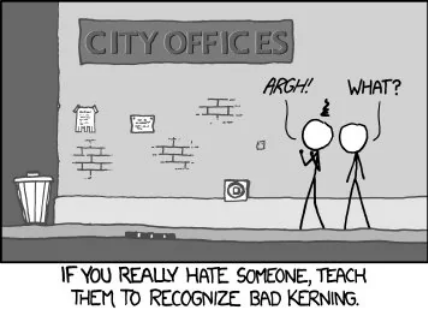 CITY OFFICES
ARGH!
WHAT?
IF YOU REALLY HATE SOMEONE, TEACH
THEM TO RECOGNIZE BAD KERNING.